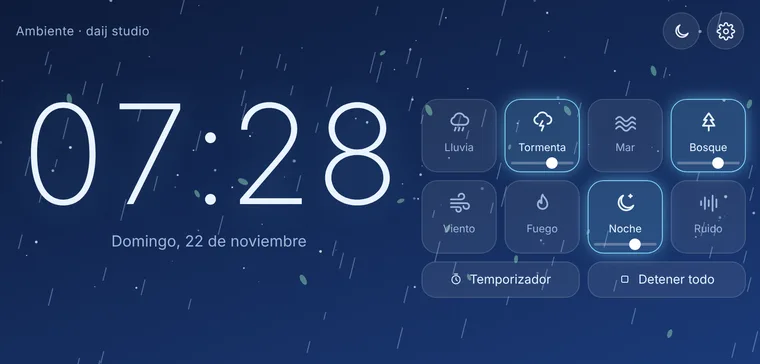 Ambiente · daij studio
07:28
Domingo, 22 de noviembre
Lluvia
Tormenta
Mar
Bosque
Viento
Fuego
Noche
Ruido
Temporizador
Detener todo